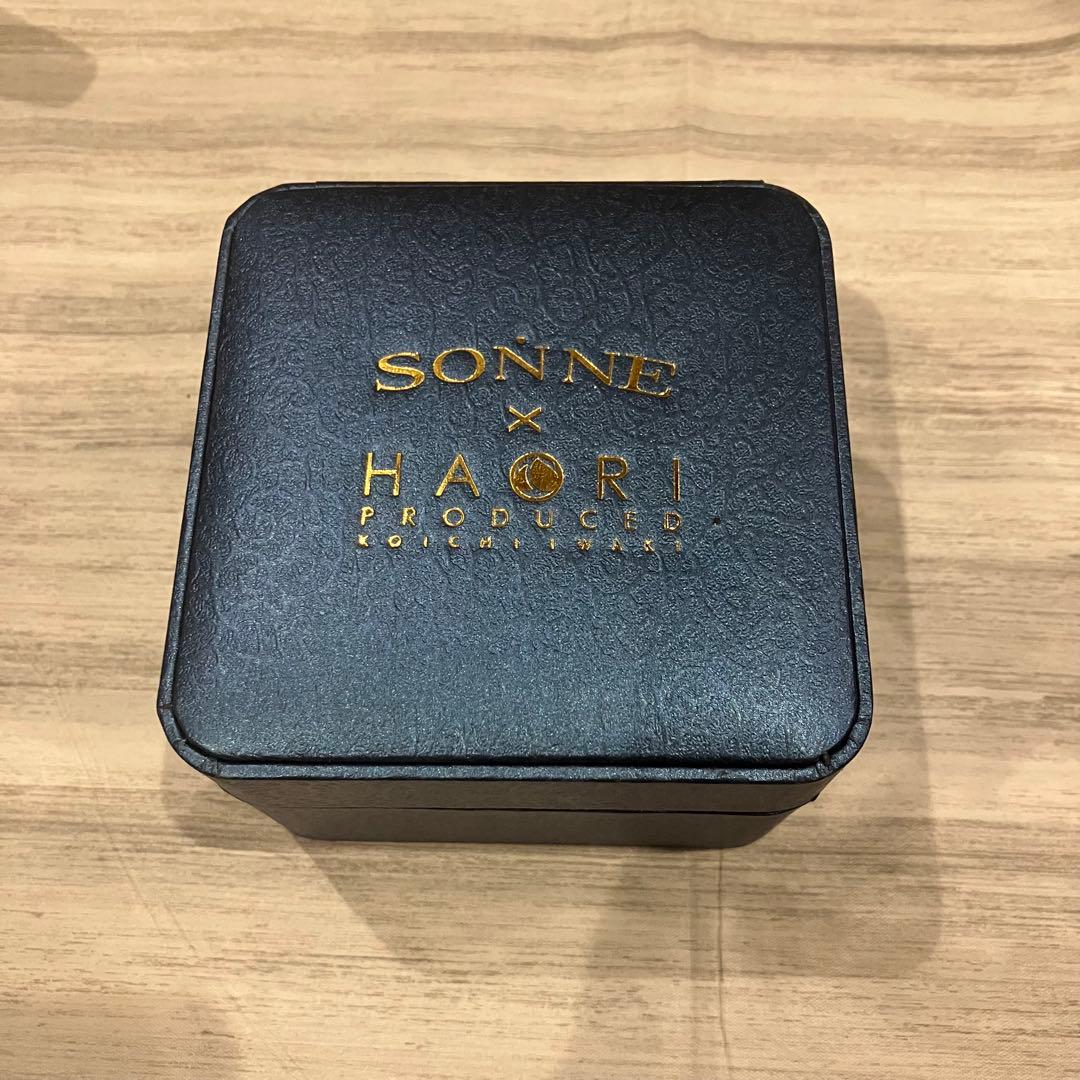 SONNE
×
HAORI
PRODUCED
KOICHI IWAKI